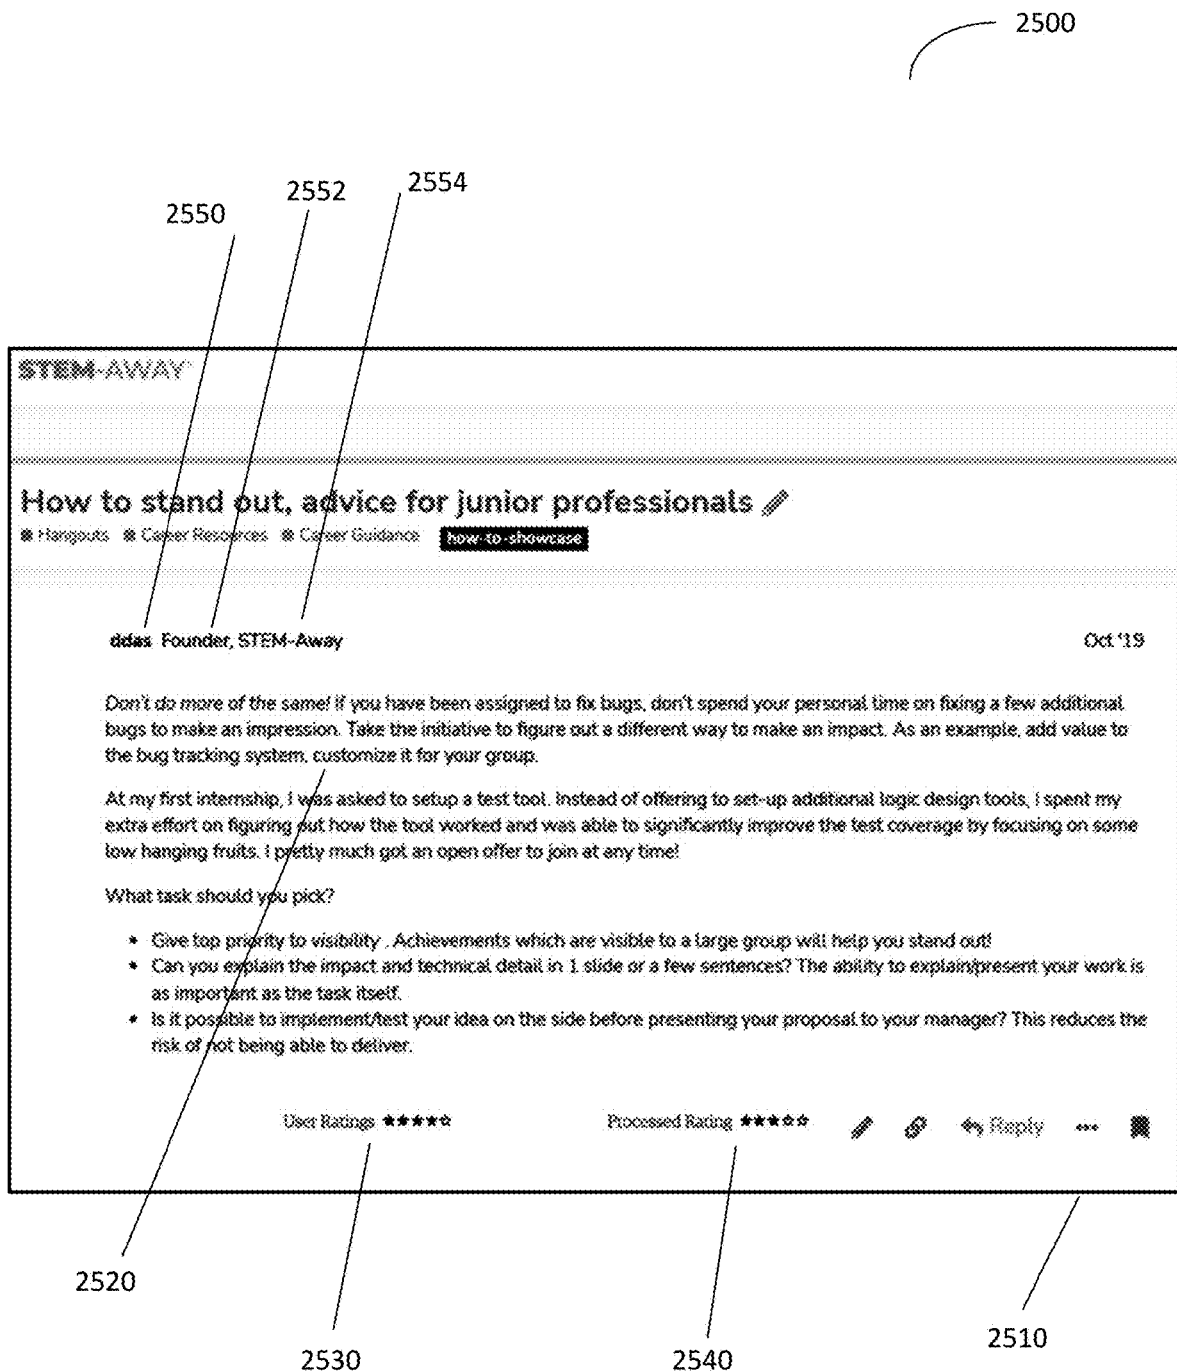 2500
2550
2552
2554
STEM-AWAY
How to stand out, advice for junior professionals
Hangouts Career Resources Career Guidance how-to-showcase
ddas Founder, STEM-Away Oct '19
Don't do more of the same! If you have been assigned to fix bugs, don't spend your personal time on fixing a few additional
bugs to make an impression. Take the initiative to figure out a different way to make an impact. As an example, add value to
the bug tracking system, customize it for your group.
At my first internship, I was asked to setup a test tool. Instead of offering to set-up additional logic design tools, I spent my
extra effort on figuring out how the tool worked and was able to significantly improve the test coverage by focusing on some
low hanging fruits. I pretty much got an open offer to join at any time!
What task should you pick?
• Give top priority to visibility . Achievements which are visible to a large group will help you stand out!
• Can you explain the impact and technical detail in 1 slide or a few sentences? The ability to explain/present your work is
as important as the task itself.
• Is it possible to implement/test your idea on the side before presenting your proposal to your manager? This reduces the
risk of not being able to deliver.
User Ratings ★★★★☆ Processed Rating ★★★☆☆ Reply ...
2520
2530
2540
2510